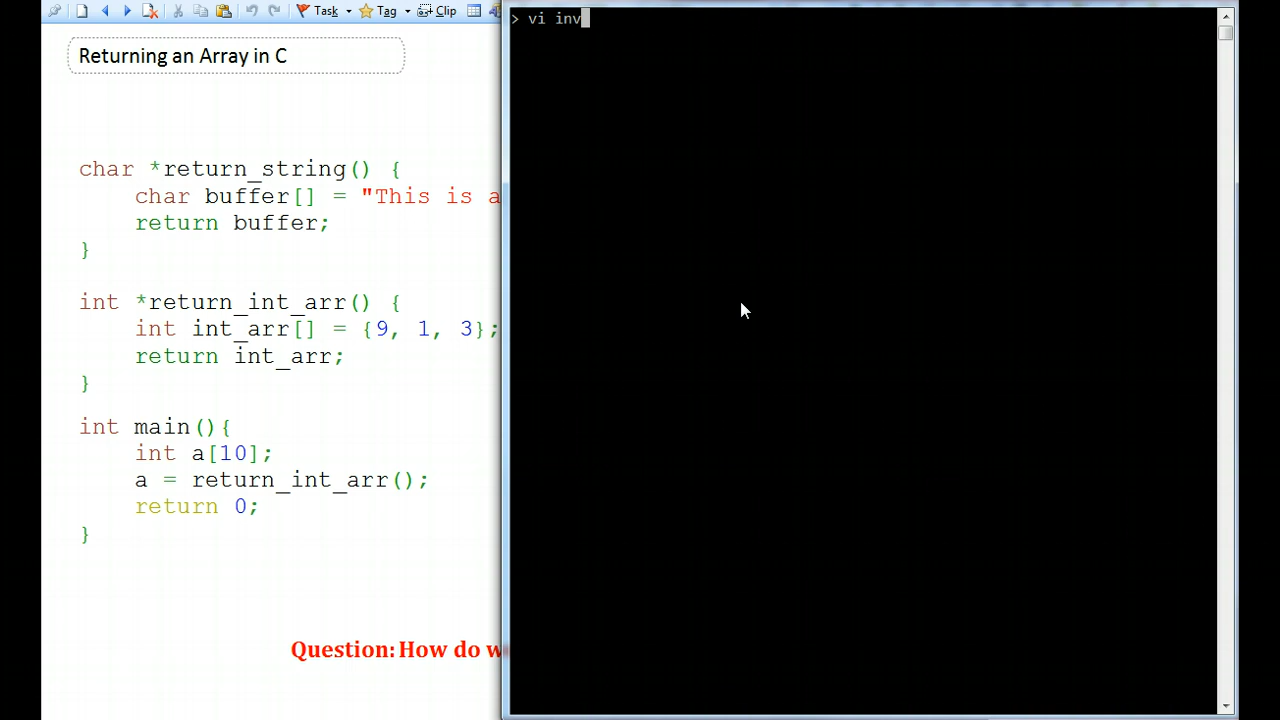 Task Tag Clip
Returning an Array in C
char *return_string() {
char buffer[] = "This is a
return buffer;
}
int *return_int_arr() {
int int_arr[] = {9, 1, 3};
return int_arr;
}
int main(){
int a[10];
a = return_int_arr();
return 0;
}
Question: How do w
> vi inv